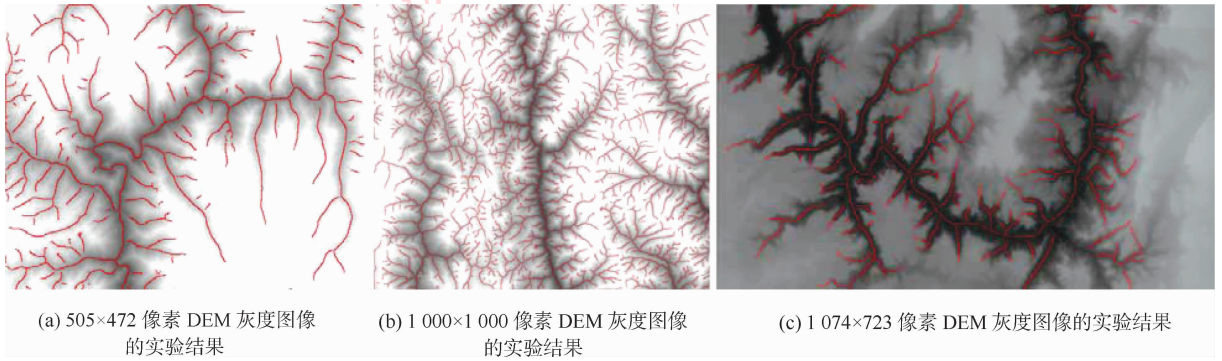 (a) 505×472 像素 DEM 灰度图像
的实验结果
(b) 1 000×1 000 像素 DEM 灰度图像
的实验结果
(c) 1 074×723 像素 DEM 灰度图像的实验结果